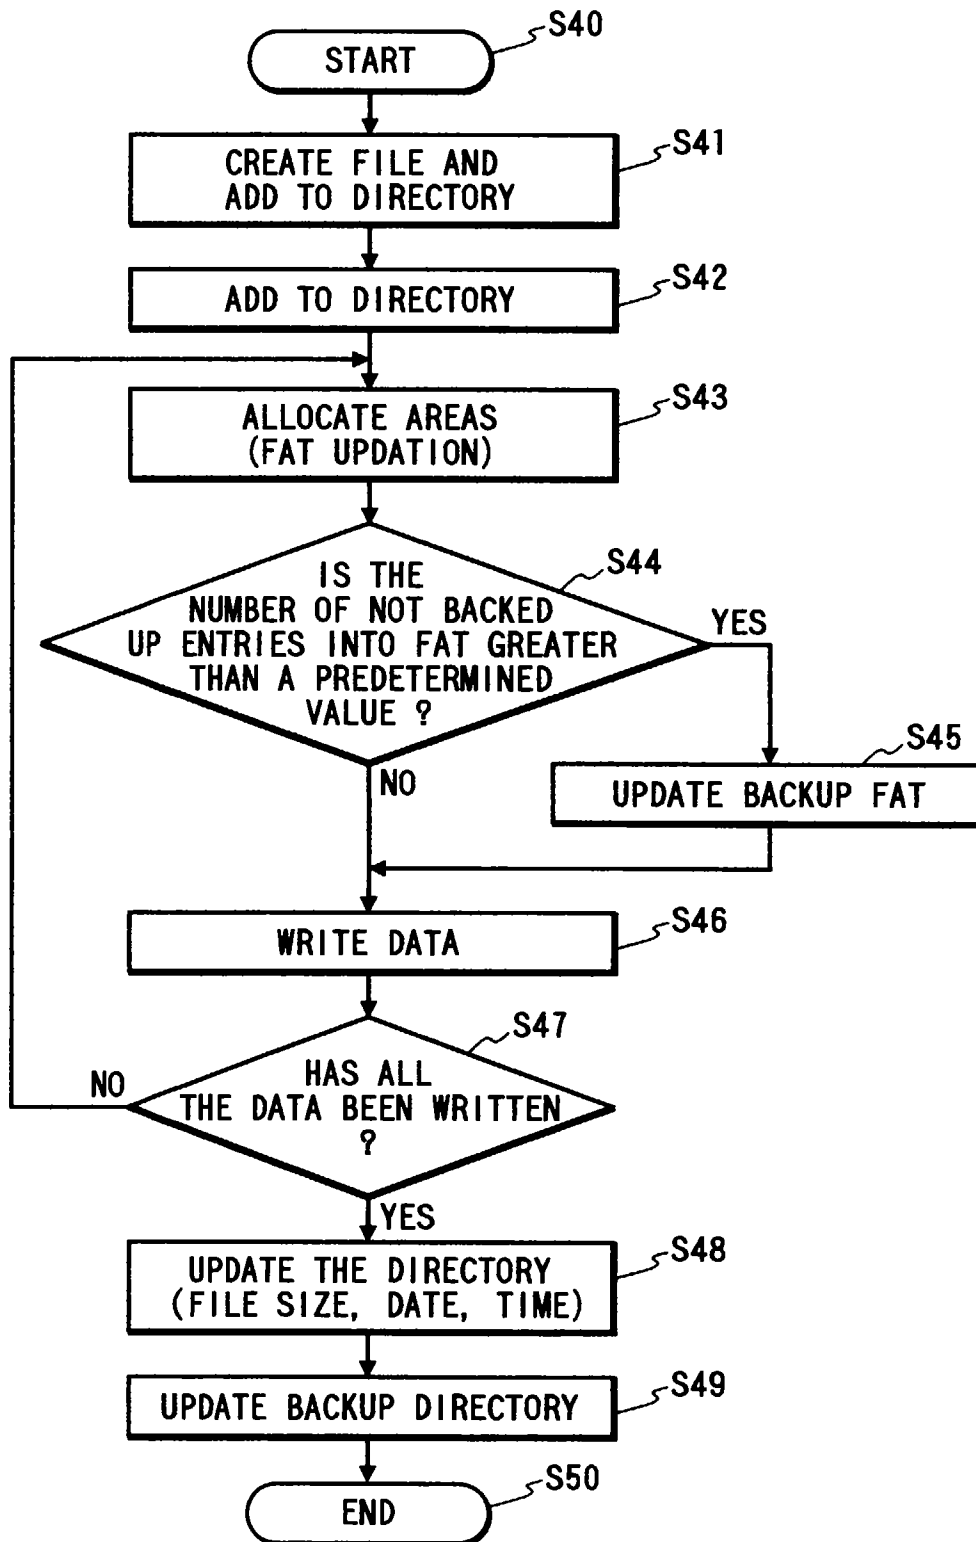 S40
START
S41
CREATE FILE AND
ADD TO DIRECTORY
S42
ADD TO DIRECTORY
S43
ALLOCATE AREAS
(FAT UPDATION)
S44
IS THE
NUMBER OF NOT BACKED
UP ENTRIES INTO FAT GREATER
THAN A PREDETERMINED
VALUE ?
YES
NO
S45
UPDATE BACKUP FAT
S46
WRITE DATA
S47
HAS ALL
THE DATA BEEN WRITTEN
?
NO
YES
S48
UPDATE THE DIRECTORY
(FILE SIZE, DATE, TIME)
S49
UPDATE BACKUP DIRECTORY
S50
END